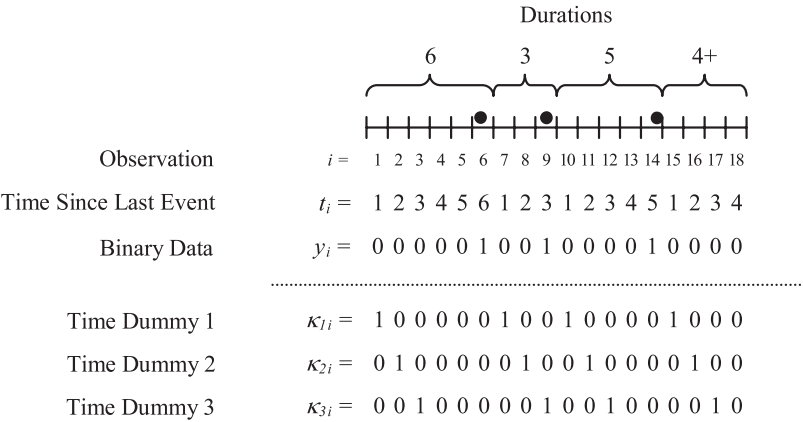 Durations
6 3 5 4+
Observation i = 1 2 3 4 5 6 7 8 9 10 11 12 13 14 15 16 17 18
Time Since Last Event ti = 1 2 3 4 5 6 1 2 3 1 2 3 4 5 1 2 3 4
Binary Data yi = 0 0 0 0 0 1 0 0 1 0 0 0 0 1 0 0 0 0
Time Dummy 1 κ1i = 1 0 0 0 0 0 1 0 0 1 0 0 0 0 1 0 0 0
Time Dummy 2 κ2i = 0 1 0 0 0 0 0 1 0 0 1 0 0 0 0 1 0 0
Time Dummy 3 κ3i = 0 0 1 0 0 0 0 0 1 0 0 1 0 0 0 0 1 0